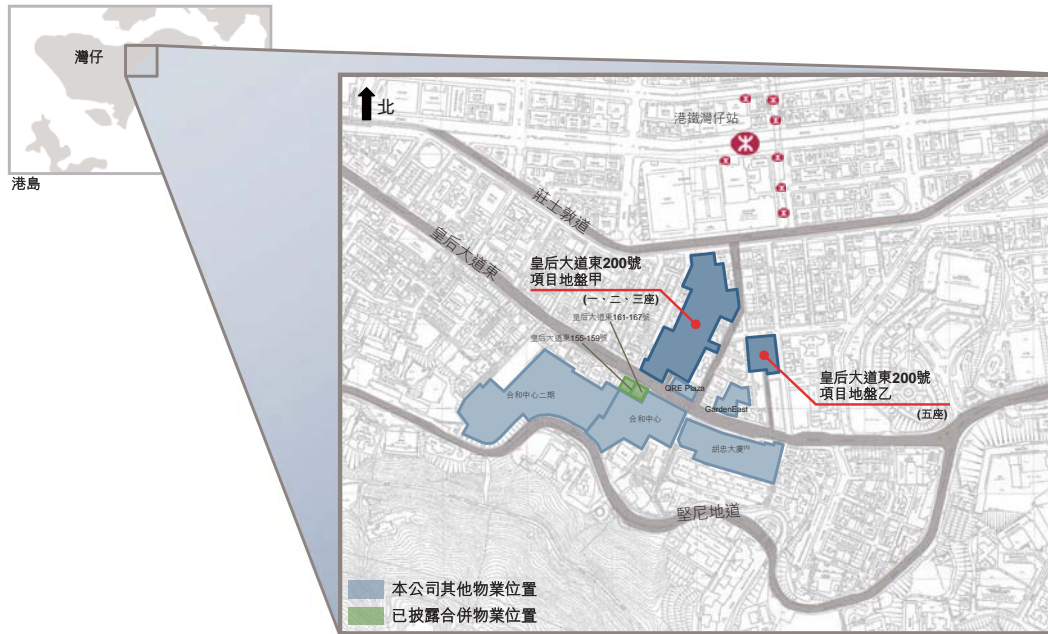 灣仔
港島
北
港鐵灣仔站
莊士敦道
皇后大道東
皇后大道東200號
項目地盤甲
(一、二、三座)
皇后大道東161-167號
皇后大道東155-159號
QRE Plaza
GardenEast
皇后大道東200號
項目地盤乙
(五座)
合和中心二期
合和中心
胡忠大廈(1)
堅尼地道
本公司其他物業位置
已披露合併物業位置